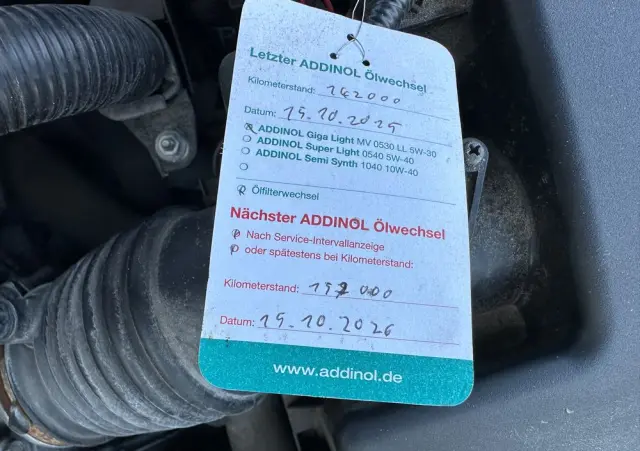 Letzter ADDINOL Ölwechsel
Kilometerstand: 142000
Datum: 15.10.2025
ADDINOL Giga Light MV 0530 LL 5W-30
ADDINOL Super Light 0540 5W-40
ADDINOL Semi Synth 1040 10W-40
Ölfilterwechsel
Nächster ADDINOL Ölwechsel
Nach Service-Intervallanzeige
oder spätestens bei Kilometerstand:
Kilometerstand:
Datum: 15.10.2026
www.addinol.de